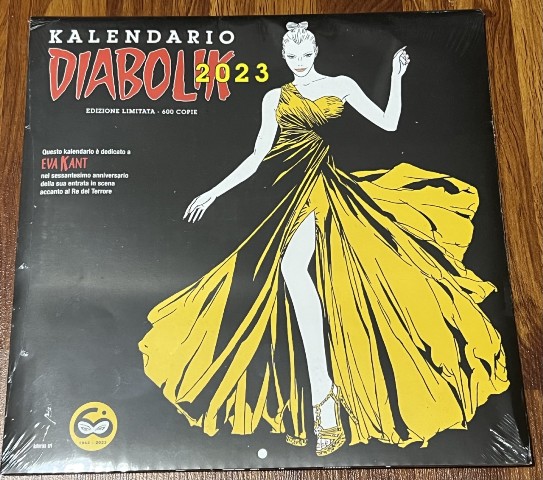 KALENDARIO
DIABOLIK
2023
EDIZIONE LIMITATA - 600 COPIE
Questo kalendario è dedicato a
EVA KANT
nel sessantesimo anniversario
della sua entrata in scena
accanto al Re del Terrore